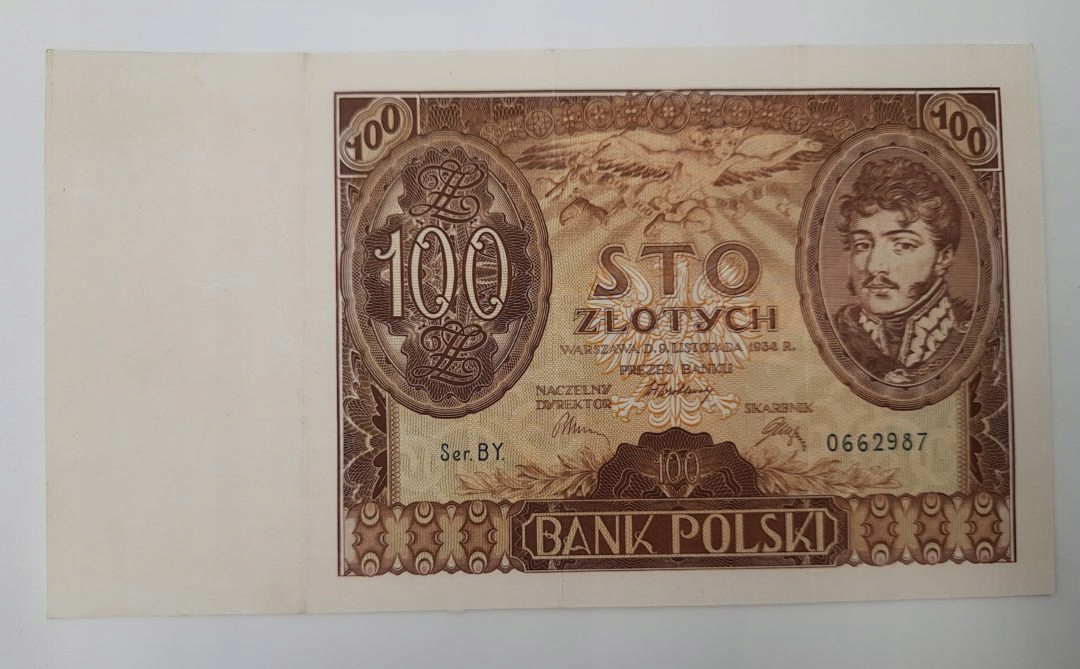 100
100
100
STO
ZŁOTYCH
WARSZAWA D. 9. LISTOPADA 1934 R.
PREZES BANKU
NACZELNY
DYREKTOR
SKARBNIK
Ser. BY.
0662987
100
BANK POLSKI